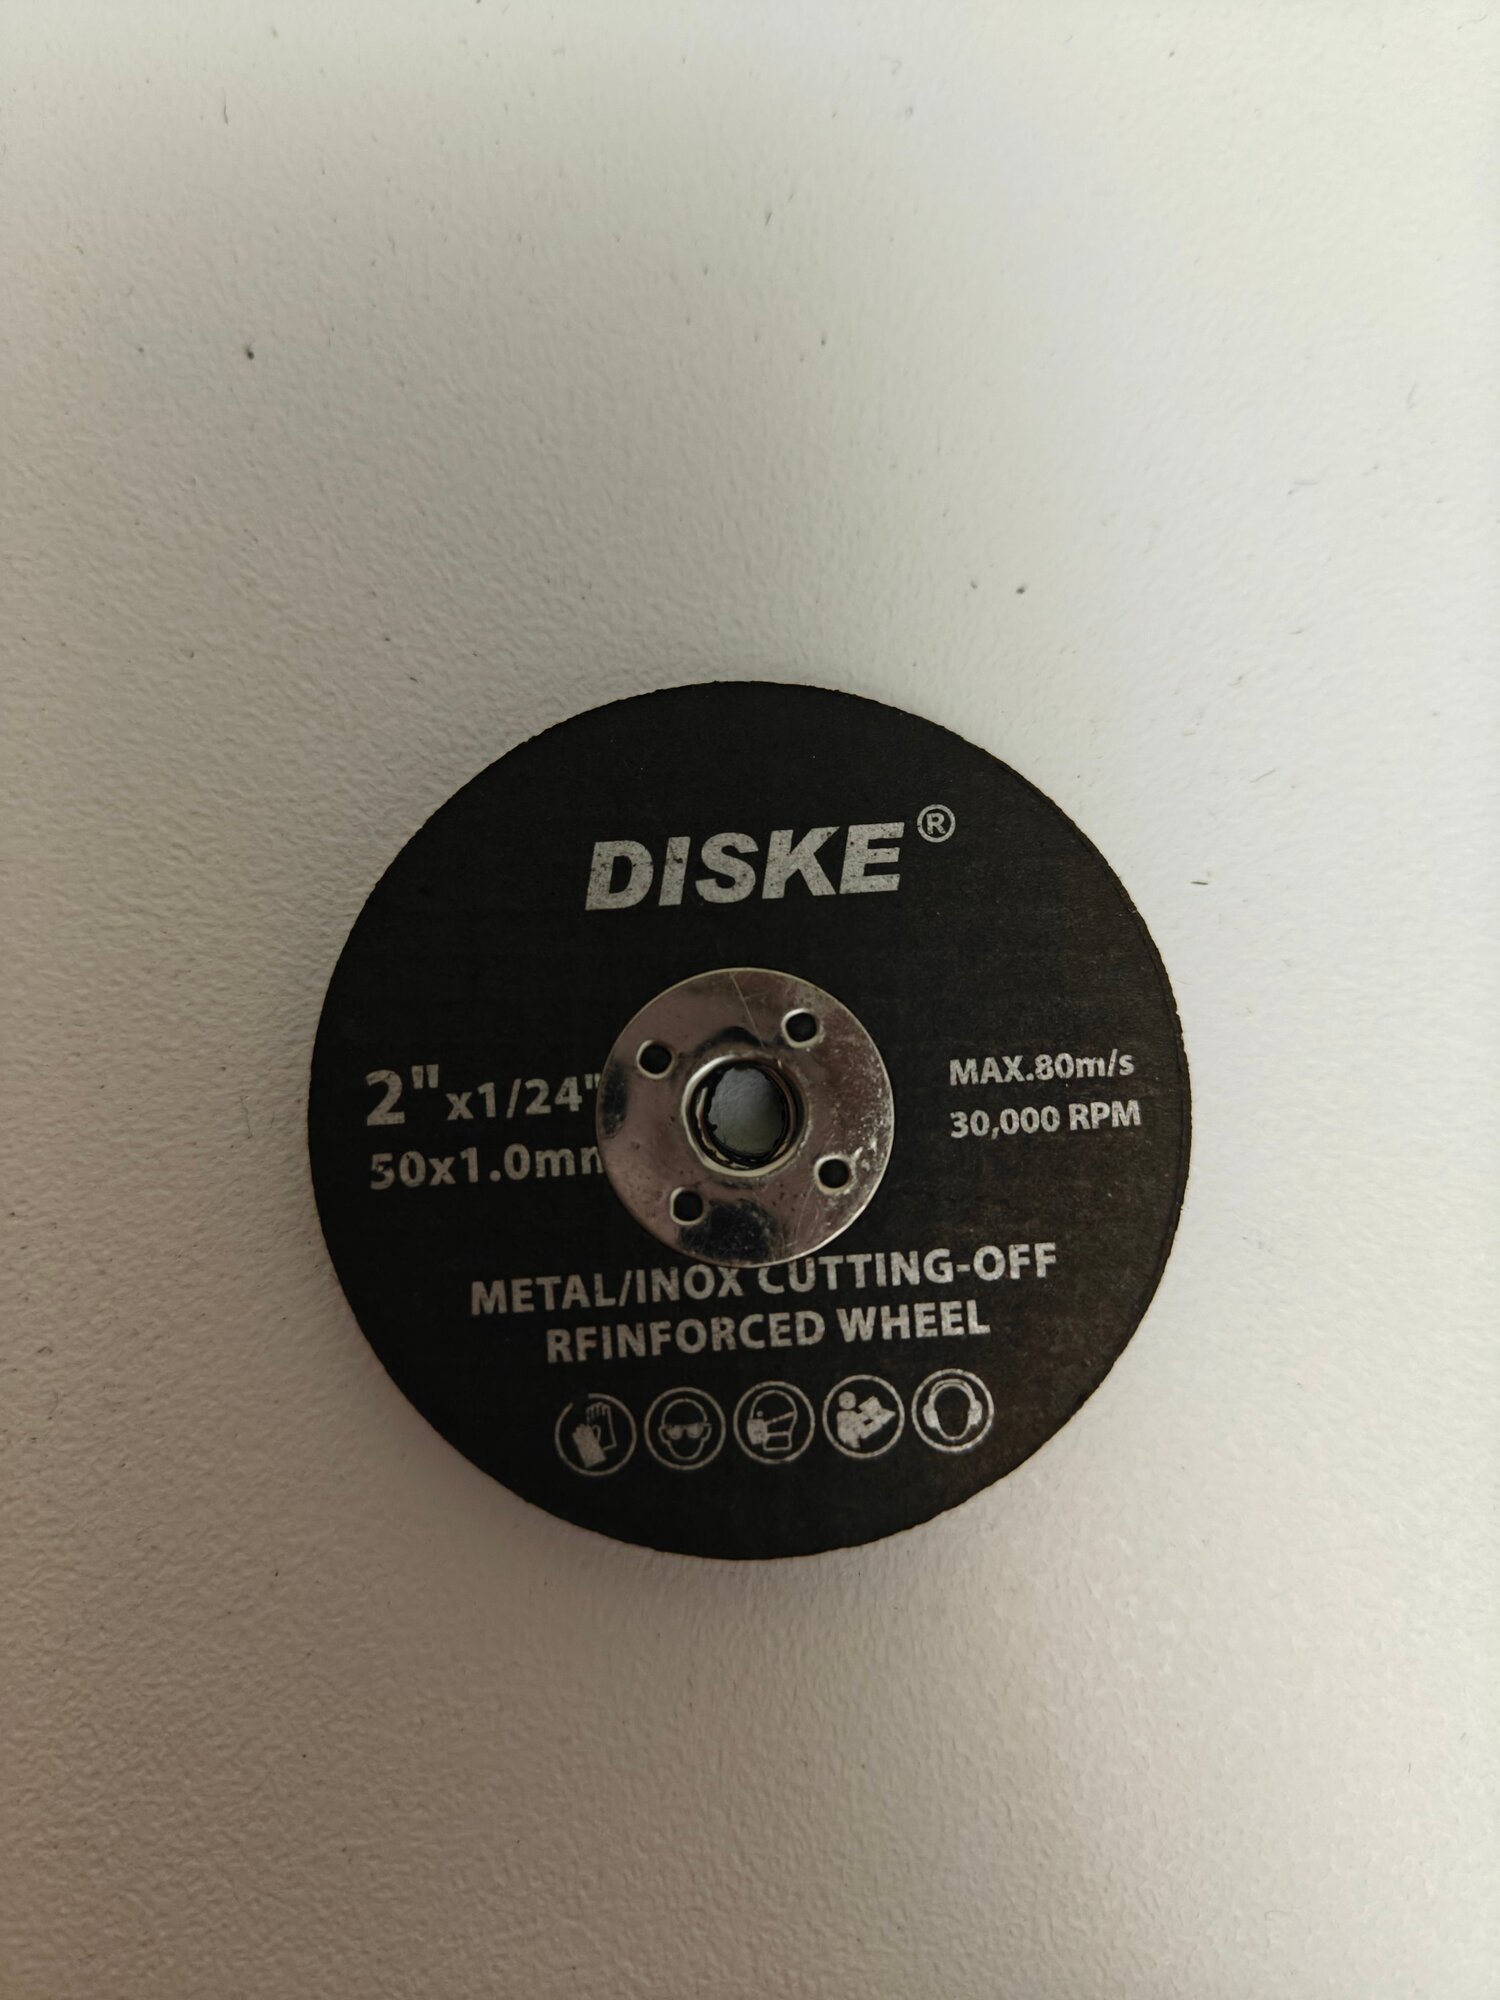 DISKE®
2"x1/24"
50x1.0mm
MAX.80m/s
30,000 RPM
METAL/INOX CUTTING-OFF
RFINFORCED WHEEL